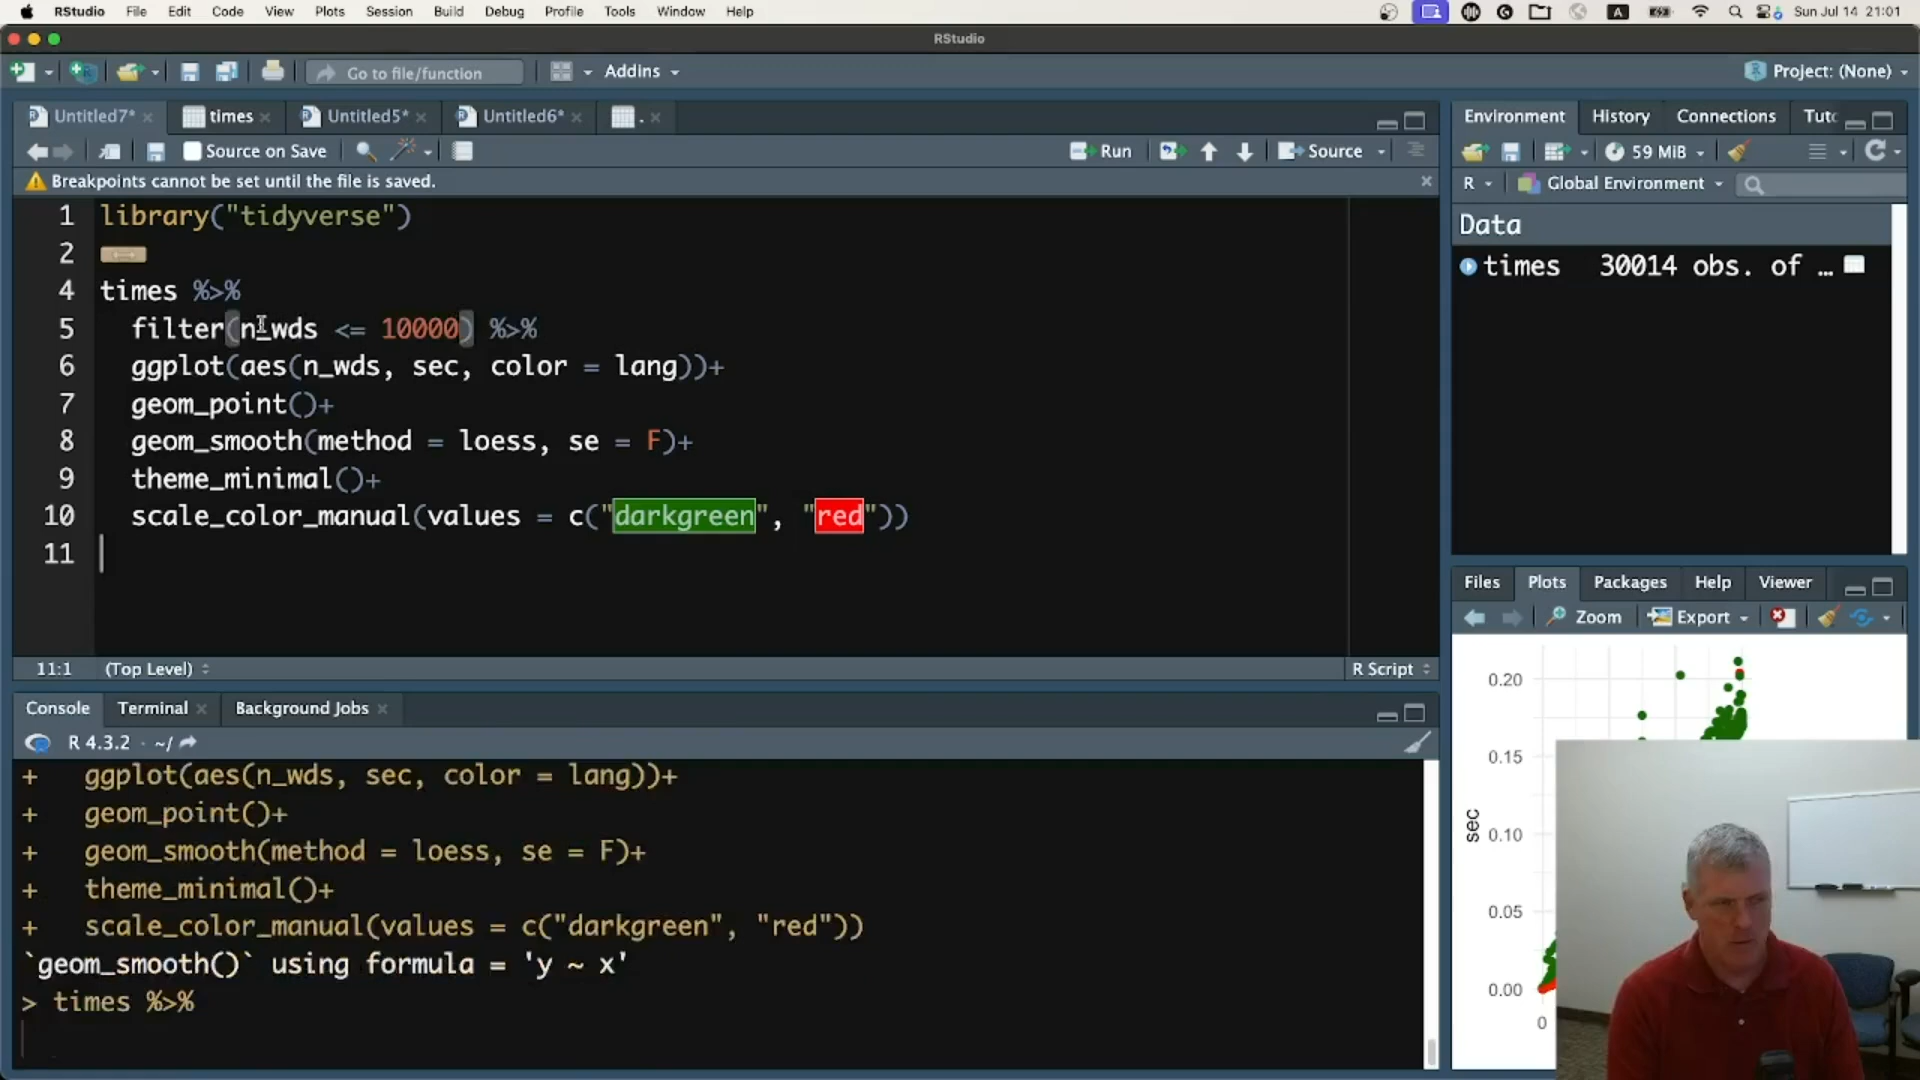 RStudio File Edit Code View Plots Session Build Debug Profile Tools Window Help A Sun Jul 14 21:01
RStudio
Go to file/function Addins Project: (None)
Untitled7* times Untitled5* Untitled6* .
Source on Save Run Source
Breakpoints cannot be set until the file is saved.
1 library("tidyverse")
2
4 times %>%
5 filter(n_wds <= 10000) %>%
6 ggplot(aes(n_wds, sec, color = lang))+
7 geom_point()+
8 geom_smooth(method = loess, se = F)+
9 theme_minimal()+
10 scale_color_manual(values = c("darkgreen", "red"))
11
11:1 (Top Level) R Script
Console Terminal Background Jobs
R 4.3.2 · ~/
+ ggplot(aes(n_wds, sec, color = lang))+
+ geom_point()+
+ geom_smooth(method = loess, se = F)+
+ theme_minimal()+
+ scale_color_manual(values = c("darkgreen", "red"))
`geom_smooth()` using formula = 'y ~ x'
> times %>%
Environment History Connections Tut
59 MiB
R Global Environment
Data
times 30014 obs. of …
Files Plots Packages Help Viewer
Zoom Export
0.20
0.15
0.10
0.05
0.00
sec
0